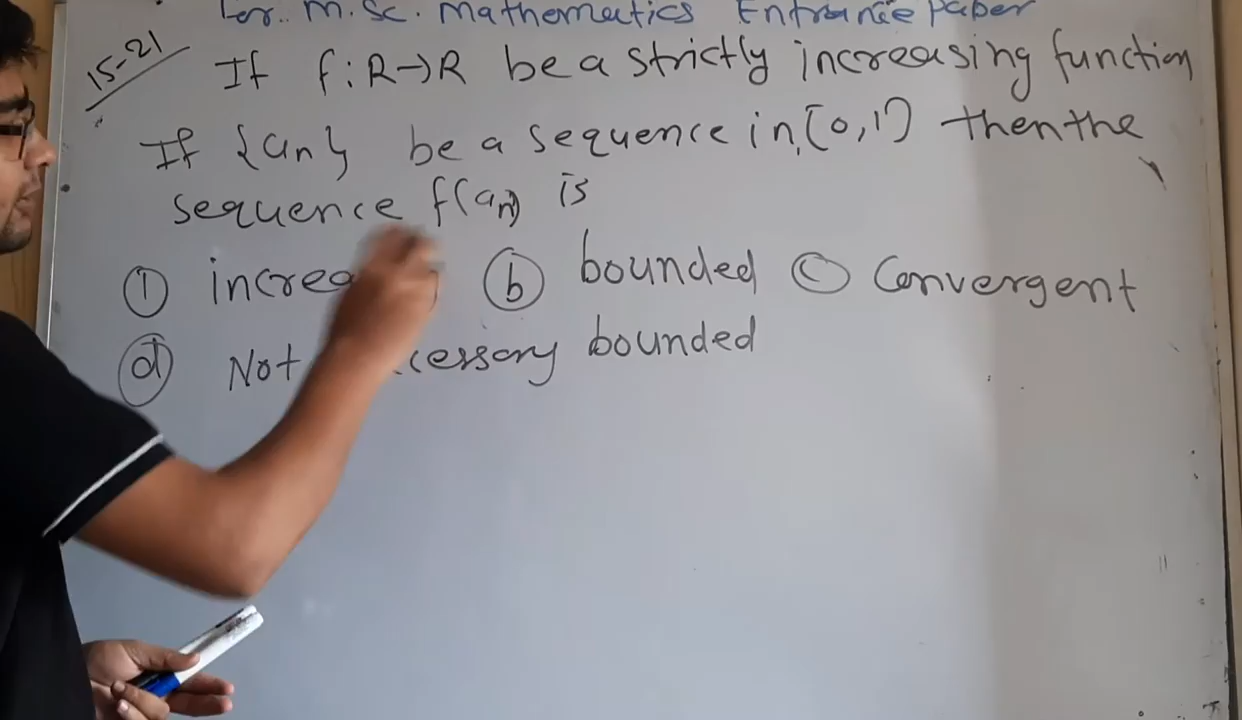 for.. M.Sc. Mathematics Entrance Paper
15-21 If f:R→R be a strictly increasing function
If {an} be a sequence in [0,1] then the
sequence f(an) is
① increa ⓑ bounded ⓒ Convergent
ⓓ Not bounded